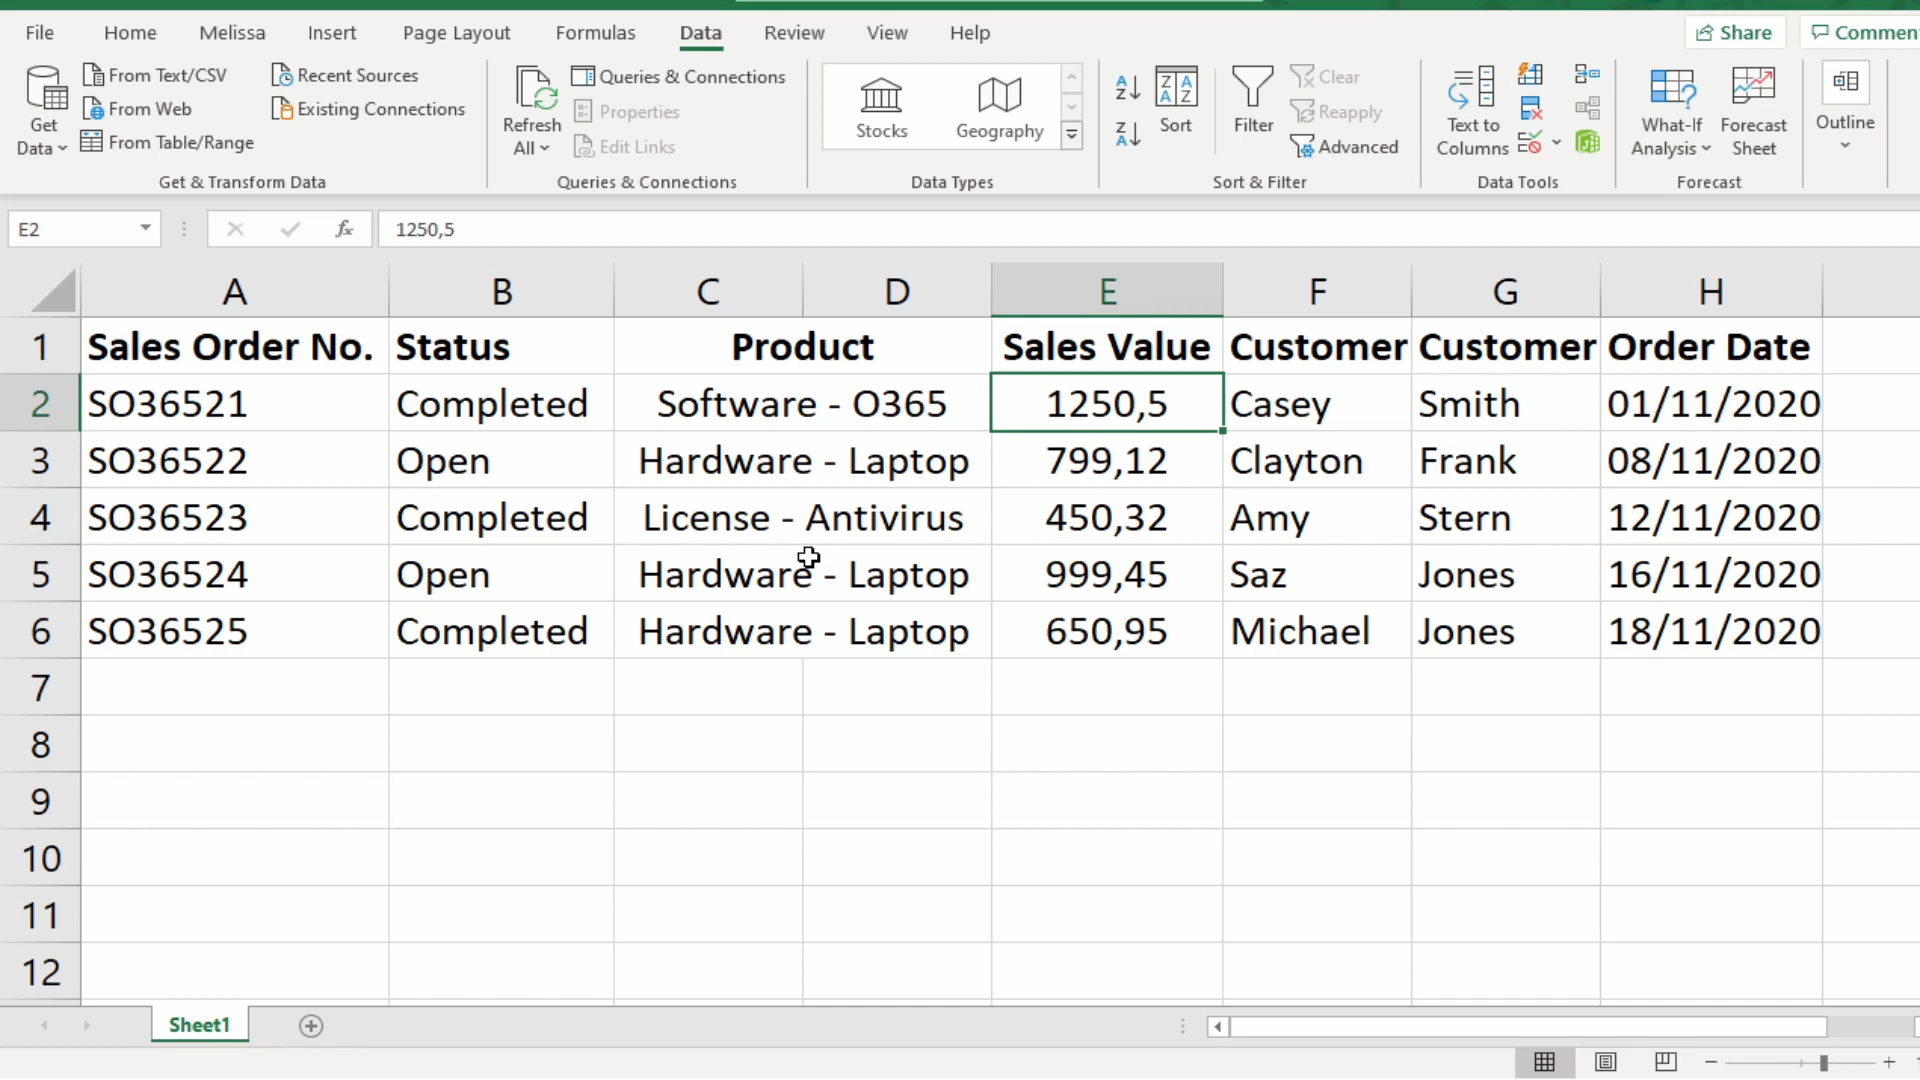 File Home Melissa Insert Page Layout Formulas Data Review View Help Share
From Text/CSV Recent Sources Queries & Connections Clear
From Web Existing Connections Properties Reapply
Get Data From Table/Range Refresh All Edit Links Stocks Geography Sort Filter Advanced Text to Columns What-If Analysis Forecast Sheet Outline
Get & Transform Data Queries & Connections Data Types Sort & Filter Data Tools Forecast
E2 fx 1250,5
A B C D E F G H
1 Sales Order No. Status Product Sales Value Customer Customer Order Date
2 SO36521 Completed Software - O365 1250,5 Casey Smith 01/11/2020
3 SO36522 Open Hardware - Laptop 799,12 Clayton Frank 08/11/2020
4 SO36523 Completed License - Antivirus 450,32 Amy Stern 12/11/2020
5 SO36524 Open Hardware - Laptop 999,45 Saz Jones 16/11/2020
6 SO36525 Completed Hardware - Laptop 650,95 Michael Jones 18/11/2020
7
8
9
10
11
12
Sheet1